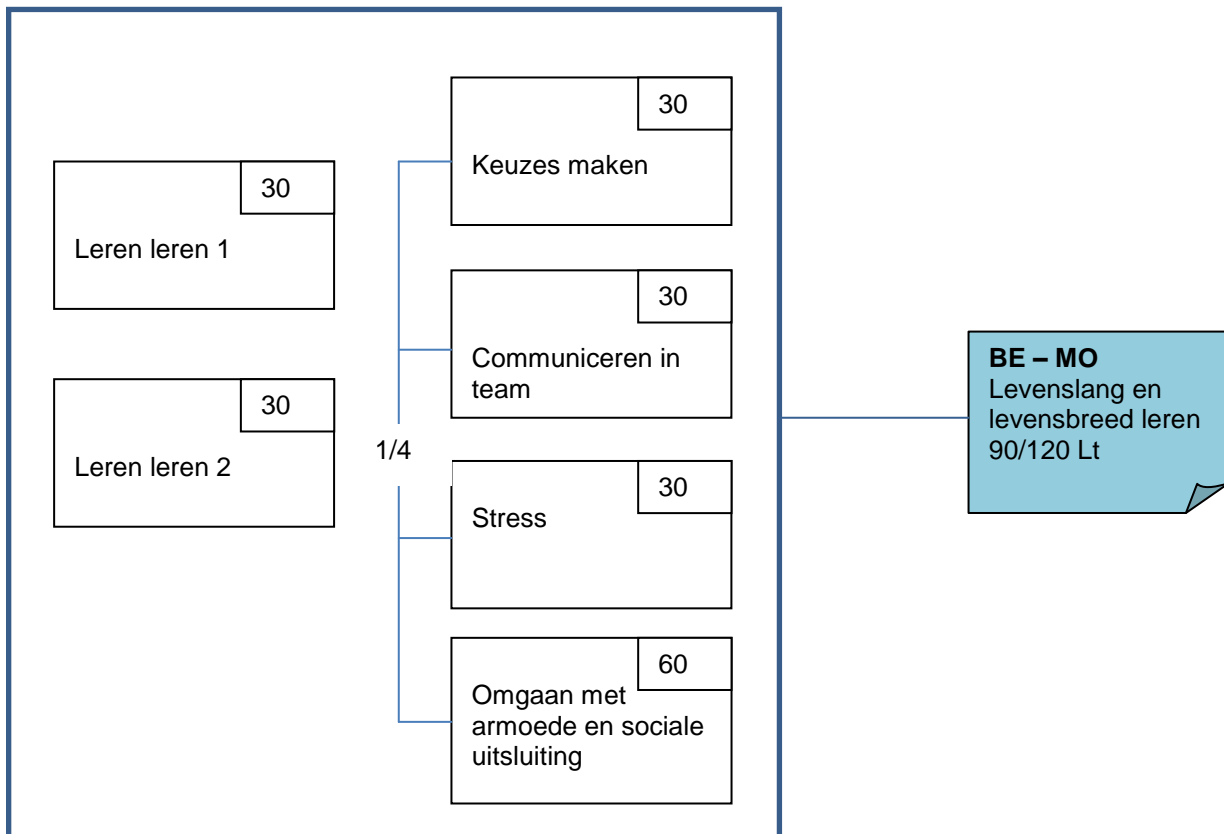 30
Leren leren 1
30
Leren leren 2
1/4
30
Keuzes maken
30
Communiceren in
team
30
Stress
60
Omgaan met
armoede en sociale
uitsluiting
BE – MO
Levenslang en
levensbreed leren
90/120 Lt